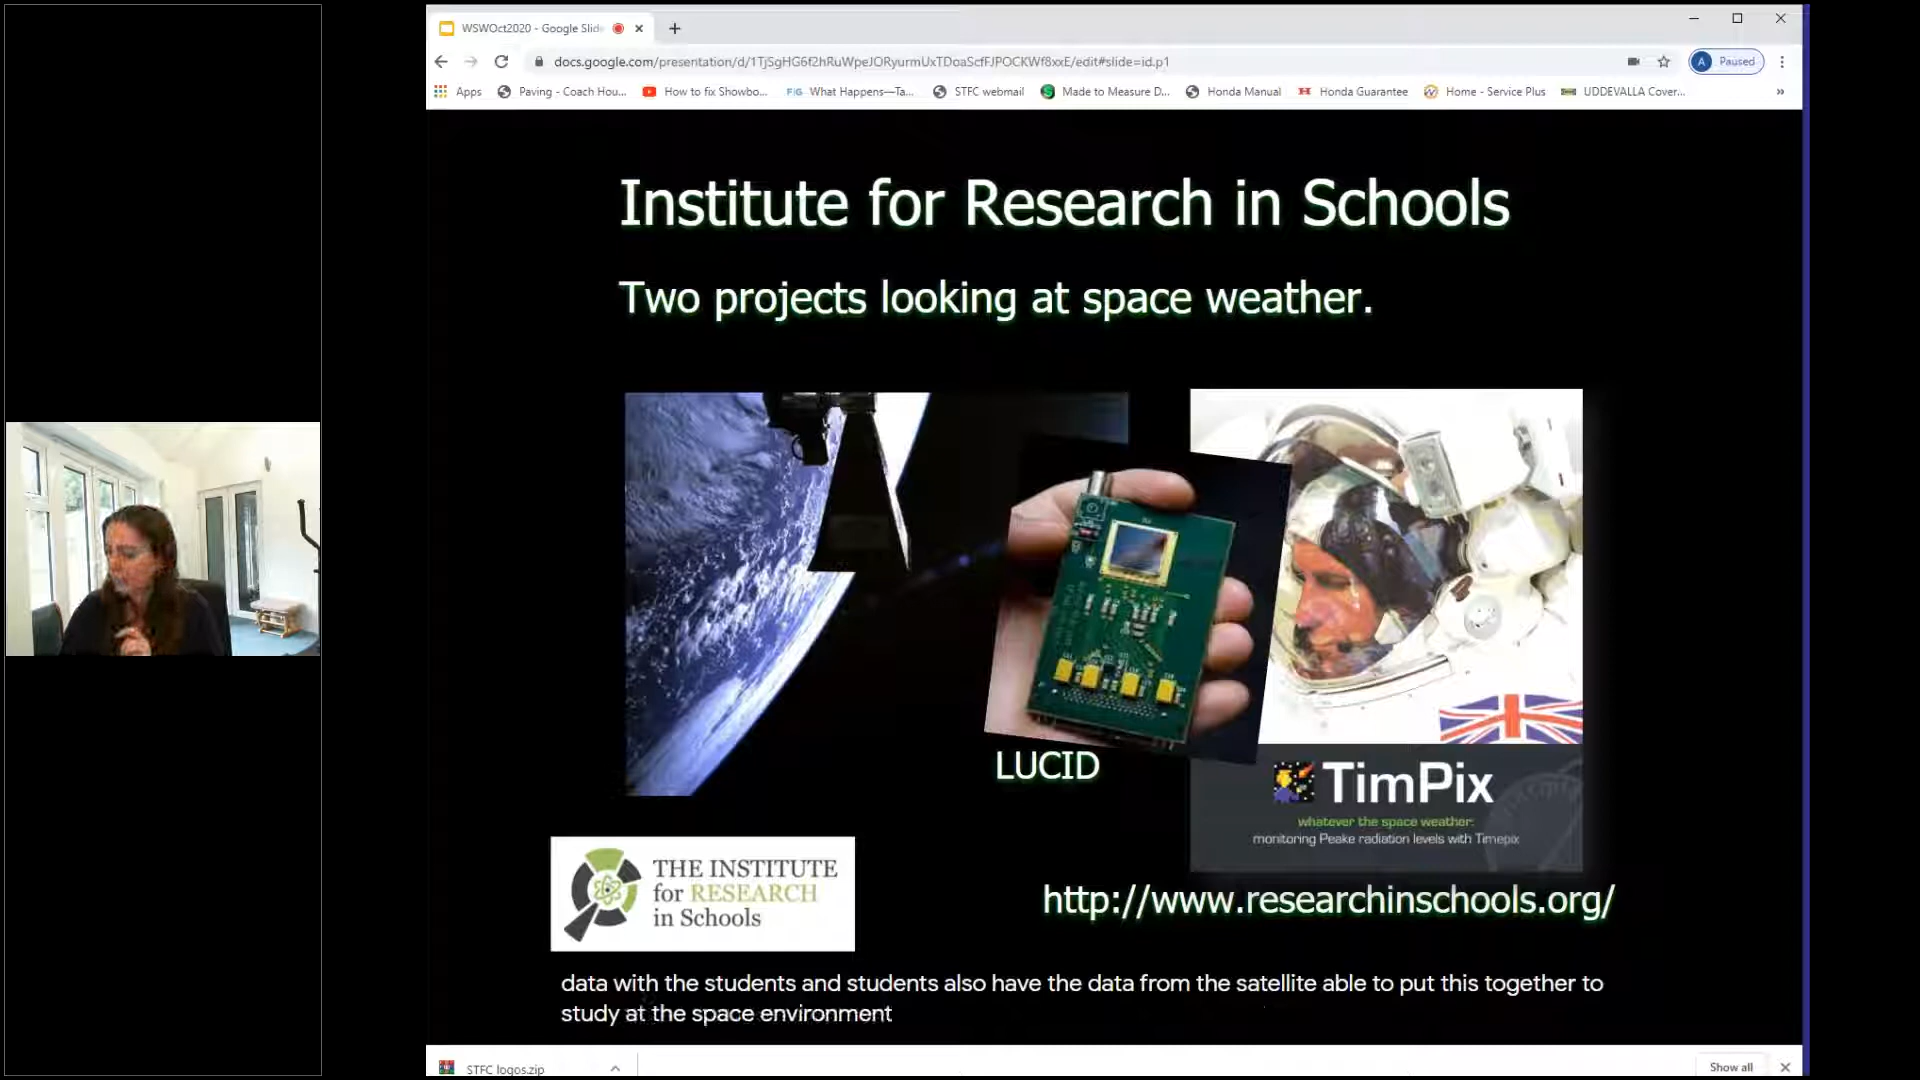 WSWOct2020 - Google Slid
docs.google.com/presentation/d/1TjSgHG6f2hRuWpeJORyurmUxTDoaScfFJPOCKWf8xxE/edit#slide=id.p1
A Paused
Apps
Paving - Coach Hou...
How to fix Showbo...
FIG What Happens—Ta...
STFC webmail
Made to Measure D...
Honda Manual
Honda Guarantee
Home - Service Plus
UDDEVALLA Cover...
Institute for Research in Schools
Two projects looking at space weather.
LUCID
TimPix
whatever the space weather:
monitoring Peake radiation levels with Timepix
THE INSTITUTE
for RESEARCH
in Schools
http://www.researchinschools.org/
data with the students and students also have the data from the satellite able to put this together to
study at the space environment
STFC logos.zip
Show all